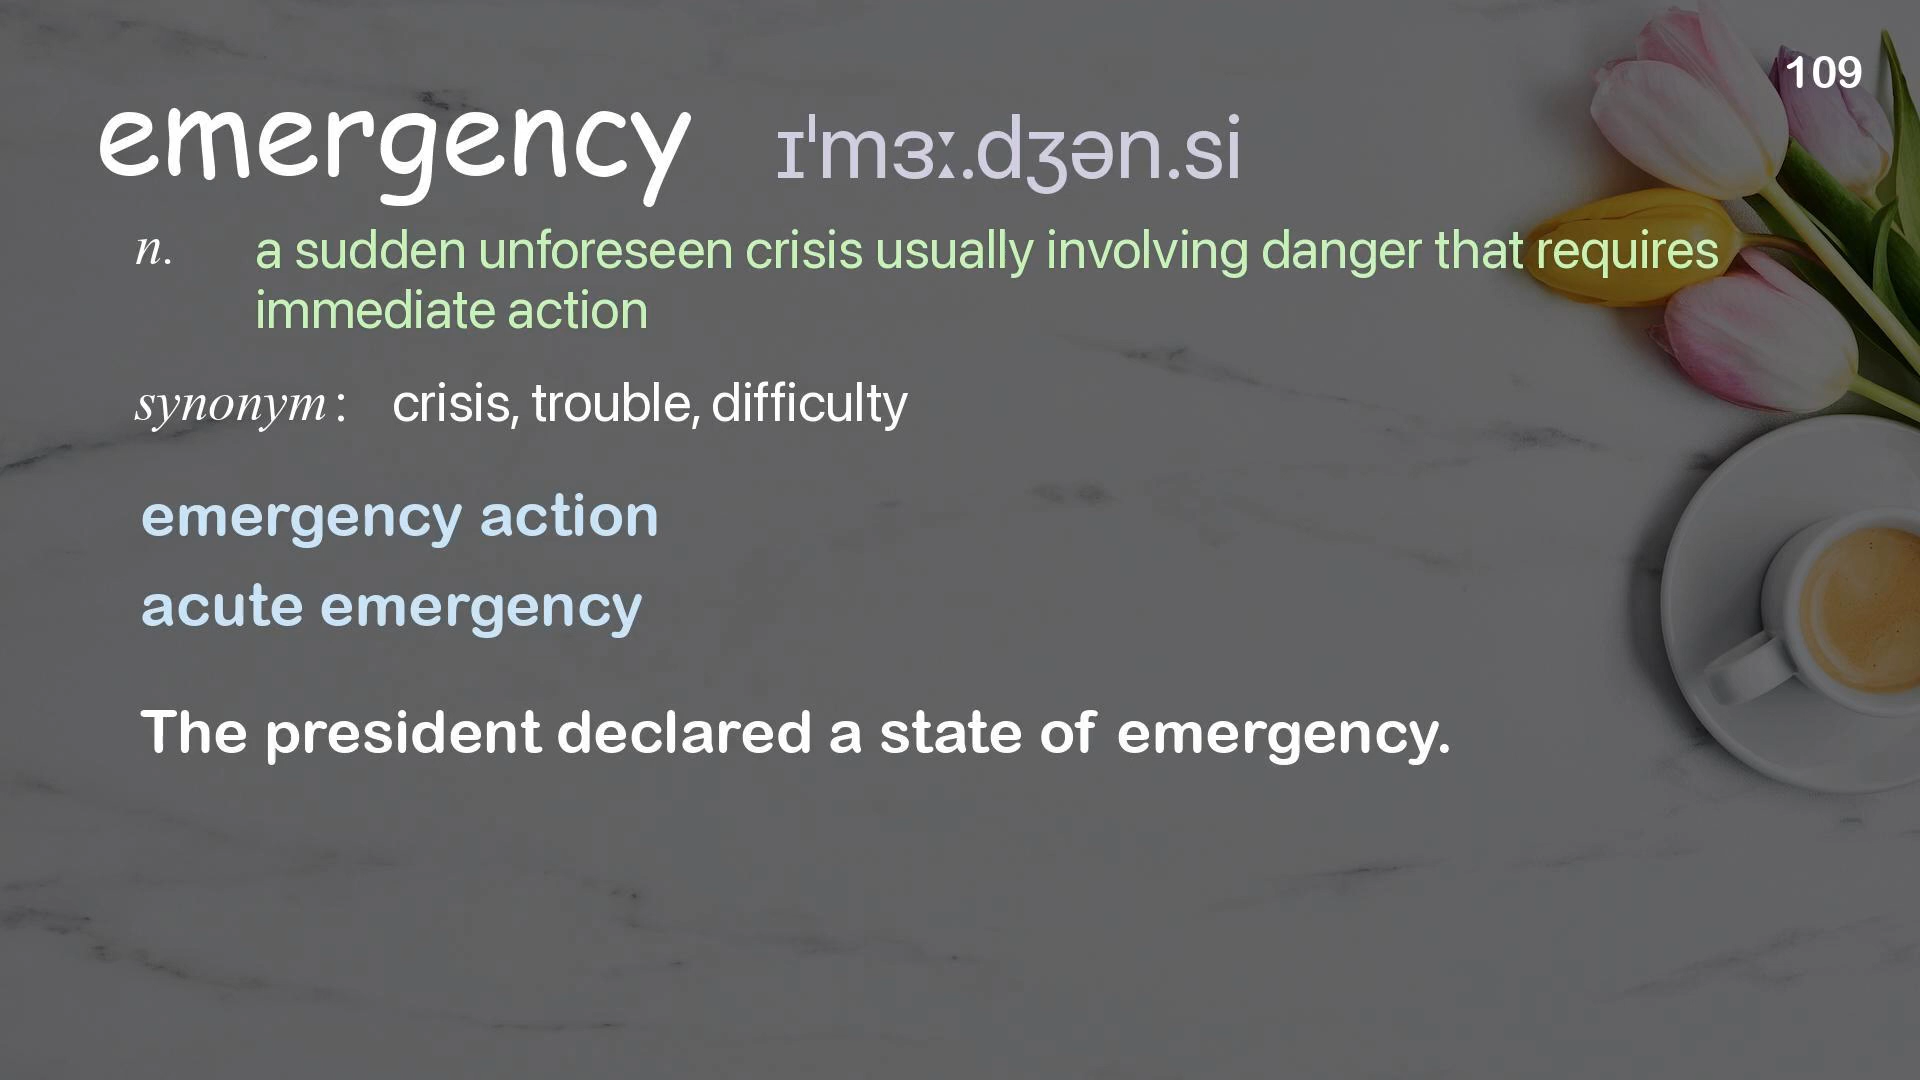 109
emergency ɪˈmɜː.dʒən.si
n. a sudden unforeseen crisis usually involving danger that requires
immediate action
synonym: crisis, trouble, difficulty
emergency action
acute emergency
The president declared a state of emergency.